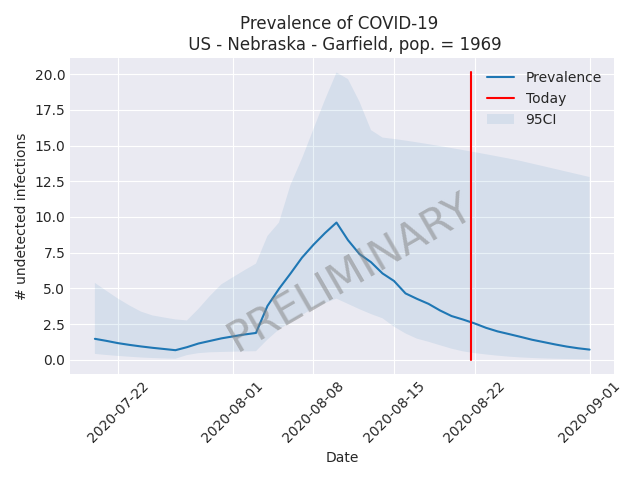 Prevalence of COVID-19
US - Nebraska - Garfield, pop. = 1969
20.0
17.5
15.0
12.5
10.0
7.5
5.0
2.5
0.0
# undetected infections
Prevalence
Today
95CI
PRELIMINARY
2020-07-22
2020-08-01
2020-08-08
2020-08-15
2020-08-22
2020-09-01
Date